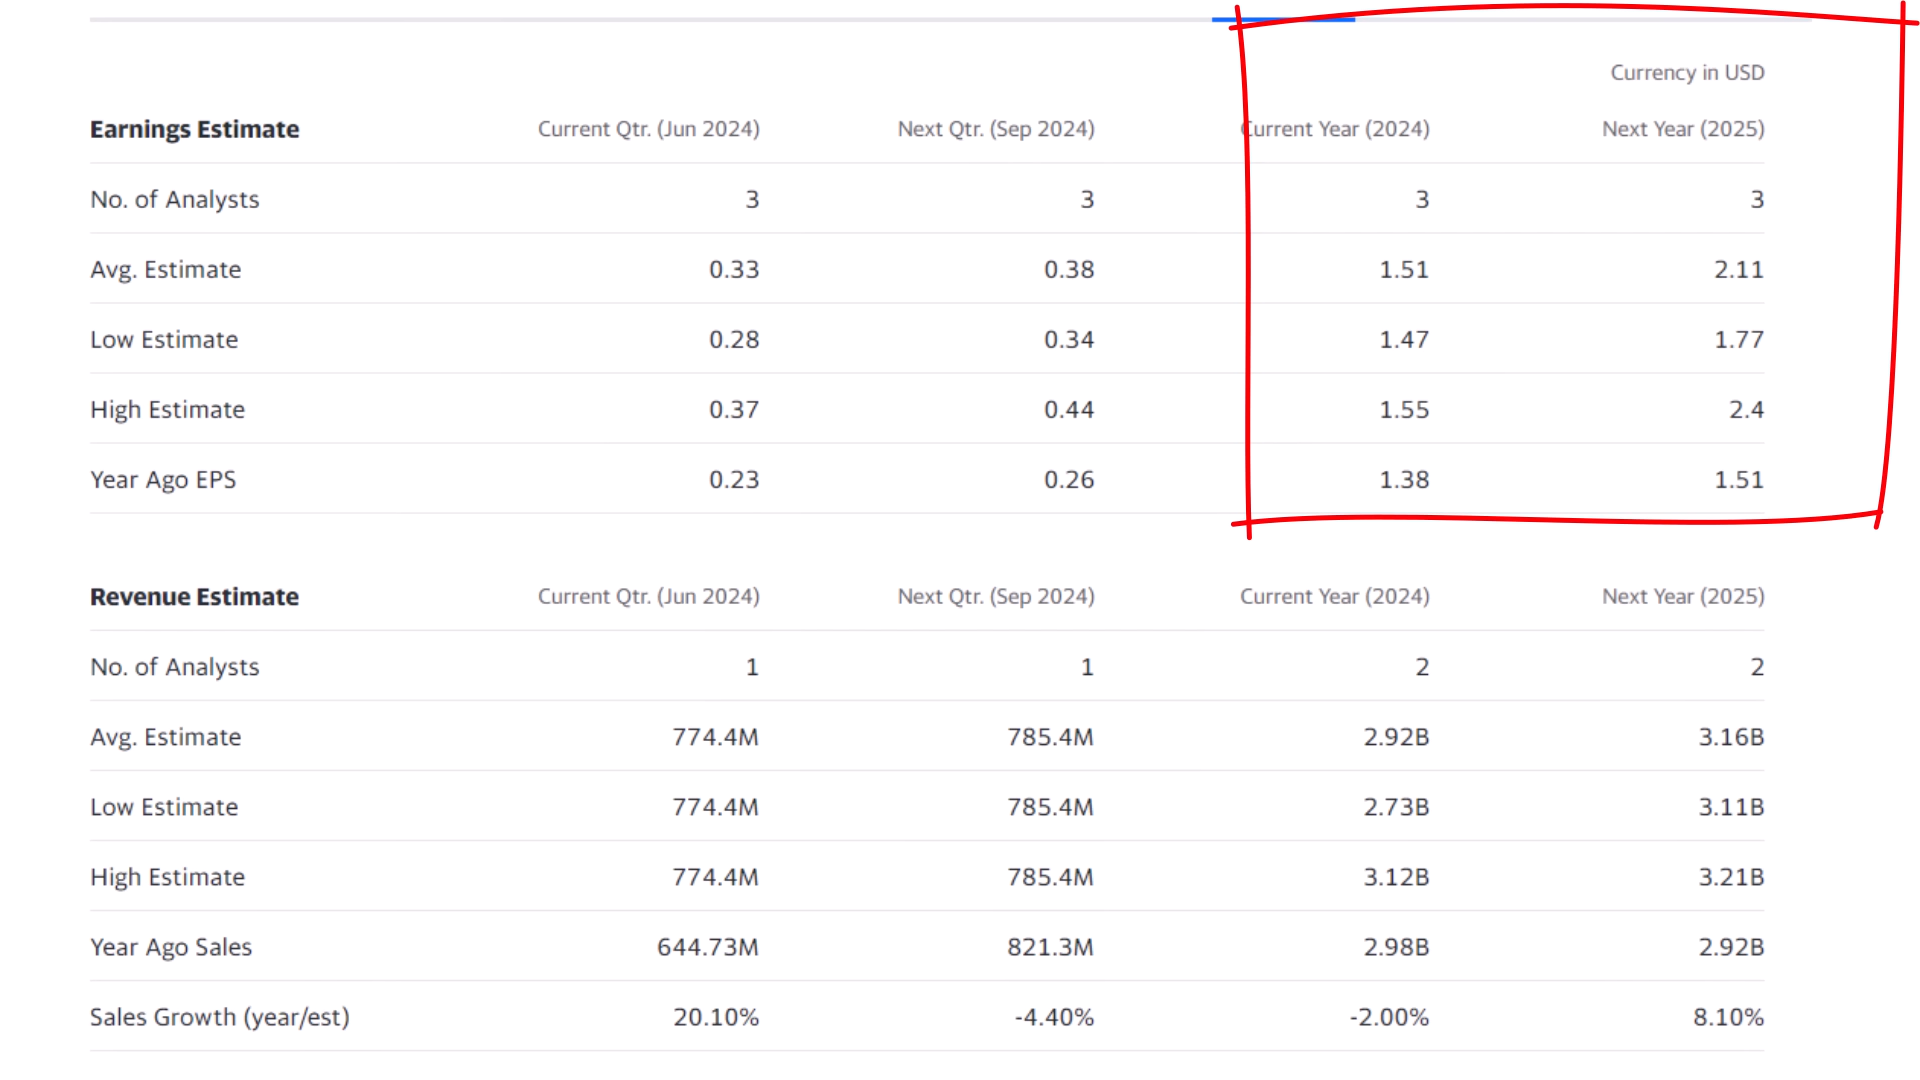 Currency in USD
Earnings Estimate Current Qtr. (Jun 2024) Next Qtr. (Sep 2024) Current Year (2024) Next Year (2025)
No. of Analysts 3 3 3 3
Avg. Estimate 0.33 0.38 1.51 2.11
Low Estimate 0.28 0.34 1.47 1.77
High Estimate 0.37 0.44 1.55 2.4
Year Ago EPS 0.23 0.26 1.38 1.51
Revenue Estimate Current Qtr. (Jun 2024) Next Qtr. (Sep 2024) Current Year (2024) Next Year (2025)
No. of Analysts 1 1 2 2
Avg. Estimate 774.4M 785.4M 2.92B 3.16B
Low Estimate 774.4M 785.4M 2.73B 3.11B
High Estimate 774.4M 785.4M 3.12B 3.21B
Year Ago Sales 644.73M 821.3M 2.98B 2.92B
Sales Growth (year/est) 20.10% -4.40% -2.00% 8.10%